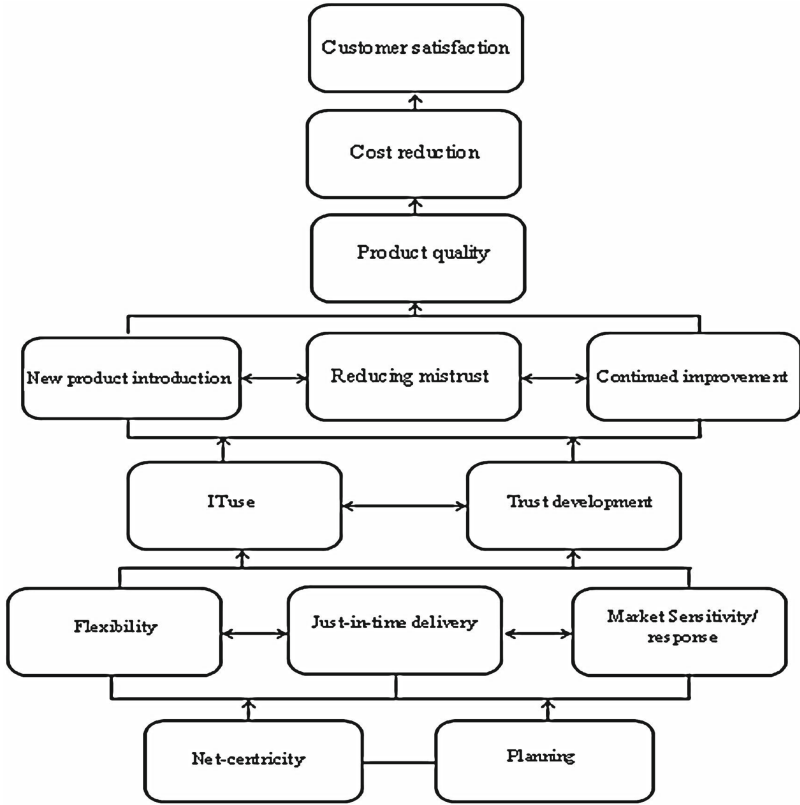 Customer satisfaction
Cost reduction
Product quality
New product introduction
Reducing mistrust
Continued improvement
ITuse
Trust development
Flexibility
Just-in-time delivery
Market Sensitivity/
response
Net-centricity
Planning